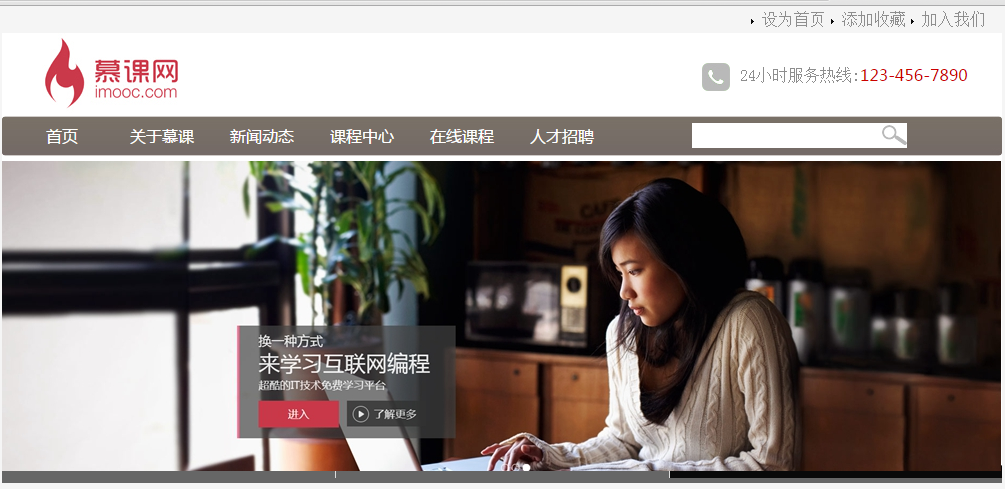 设为首页 添加收藏 加入我们
慕课网
imooc.com
24小时服务热线:123-456-7890
首页 关于慕课 新闻动态 课程中心 在线课程 人才招聘
换一种方式
来学习互联网编程
超酷的IT技术免费学习平台
进入 了解更多